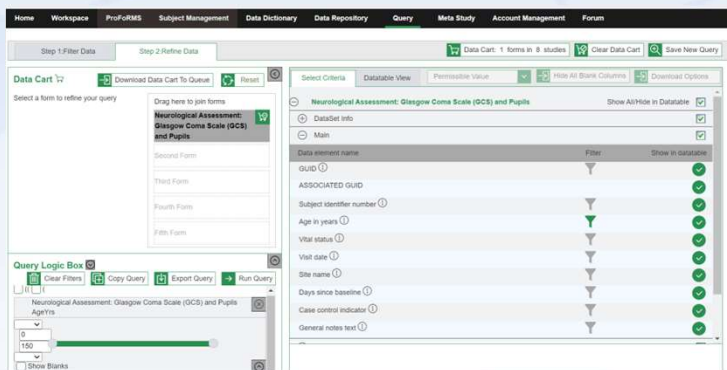 Home Workspace ProFoRMS Subject Management Data Dictionary Data Repository Query Meta Study Account Management Forum
Step 1:Filter Data Step 2:Refine Data Data Cart: 1 forms in 8 studies Clear Data Cart Save New Query
Data Cart Download Data Cart To Queue Reset
Select a form to refine your query
Drag here to join forms
Neurological Assessment:
Glasgow Coma Scale (GCS)
and Pupils
Second Form
Third Form
Fourth Form
Fifth Form
Query Logic Box
Clear Filters Copy Query Export Query Run Query
((  (
Neurological Assessment: Glasgow Coma Scale (GCS) and Pupils
AgeYrs
0
150
Show Blanks
Select Criteria Datatable View Permissible Value Hide All Blank Columns Download Options
Neurological Assessment: Glasgow Coma Scale (GCS) and Pupils Show All/Hide in Datatable
DataSet Info
Main
Data element name Filter Show in datatable
GUID
ASSOCIATED GUID
Subject identifier number
Age in years
Vital status
Visit date
Site name
Days since baseline
Case control indicator
General notes text